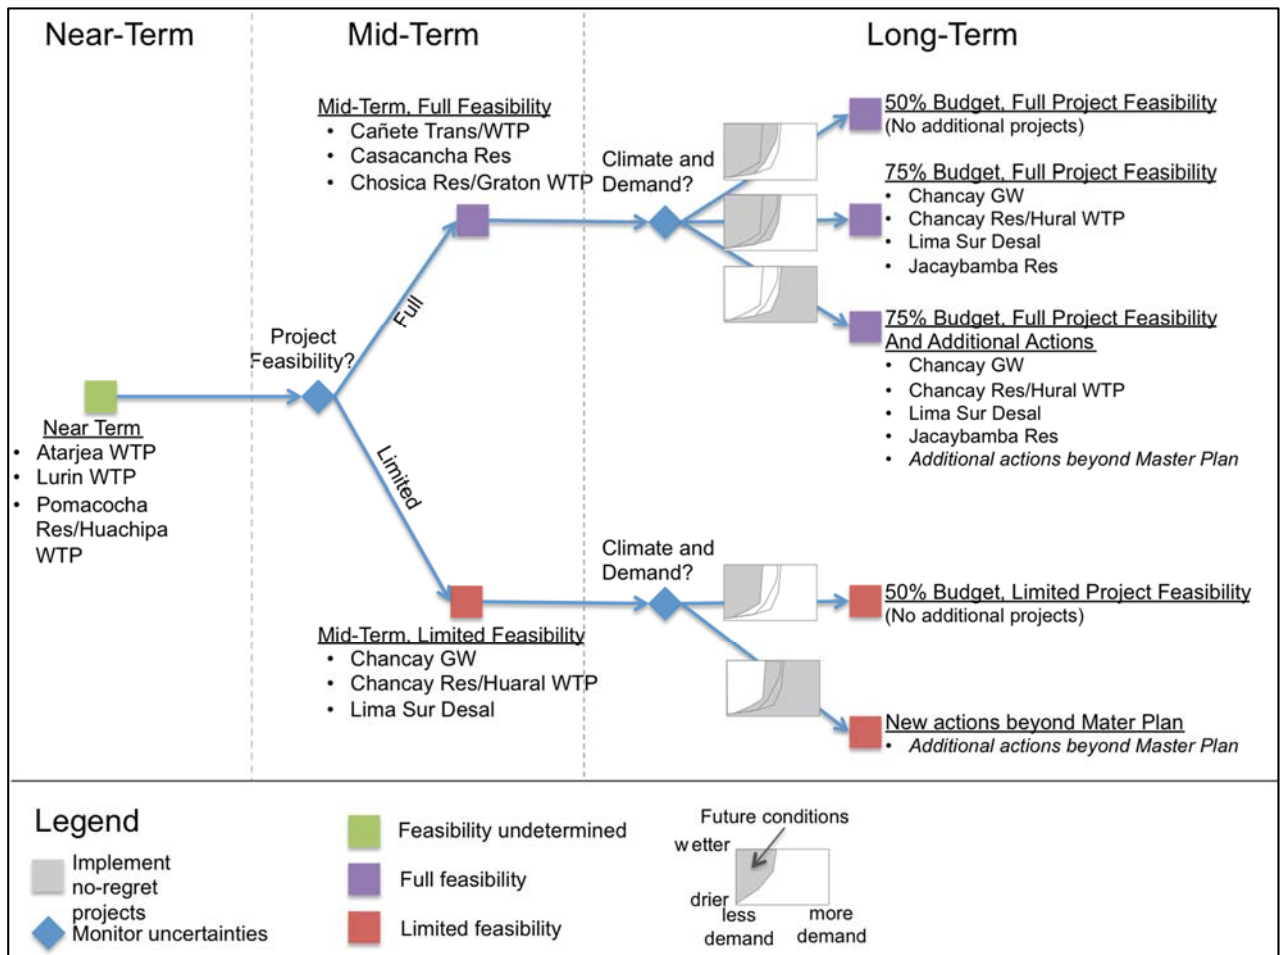 Near-Term
Mid-Term
Long-Term
Near Term
• Atarjea WTP
• Lurin WTP
• Pomacocha
Res/Huachipa
WTP
Project
Feasibility?
Full
Limited
Mid-Term, Full Feasibility
• Cañete Trans/WTP
• Casacancha Res
• Chosica Res/Graton WTP
Climate and
Demand?
50% Budget, Full Project Feasibility
(No additional projects)
75% Budget, Full Project Feasibility
• Chancay GW
• Chancay Res/Hural WTP
• Lima Sur Desal
• Jacaybamba Res
75% Budget, Full Project Feasibility
And Additional Actions
• Chancay GW
• Chancay Res/Hural WTP
• Lima Sur Desal
• Jacaybamba Res
• Additional actions beyond Master Plan
Mid-Term, Limited Feasibility
• Chancay GW
• Chancay Res/Huaral WTP
• Lima Sur Desal
Climate and
Demand?
50% Budget, Limited Project Feasibility
(No additional projects)
New actions beyond Mater Plan
• Additional actions beyond Master Plan
Legend
Implement
no-regret
projects
Monitor uncertainties
Feasibility undetermined
Full feasibility
Limited feasibility
Future conditions
wetter
drier
less
demand
more
demand